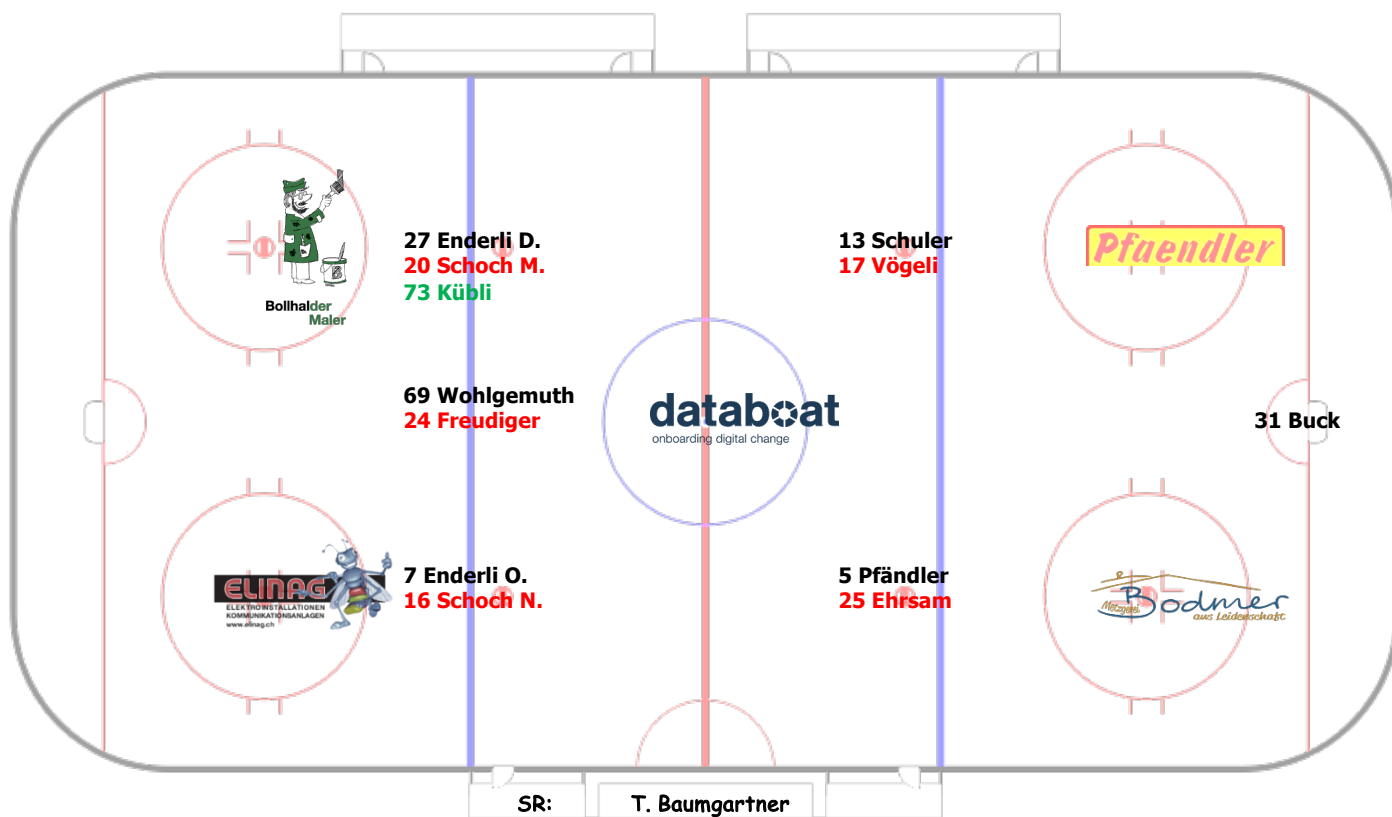 27 Enderli D.
20 Schoch M.
73 Kübli
13 Schuler
17 Vögeli
Pfaendler
Bollhalder
Maler
69 Wohlgemuth
24 Freudiger
databoat
onboarding digital change
31 Buck
ELINAG
ELEKTROINSTALLATIONEN
KOMMUNIKATIONSANLAGEN
www.elinag.ch
7 Enderli O.
16 Schoch N.
5 Pfändler
25 Ehrsam
Metzgerei
Bodmer
aus Leidenschaft
SR: T. Baumgartner